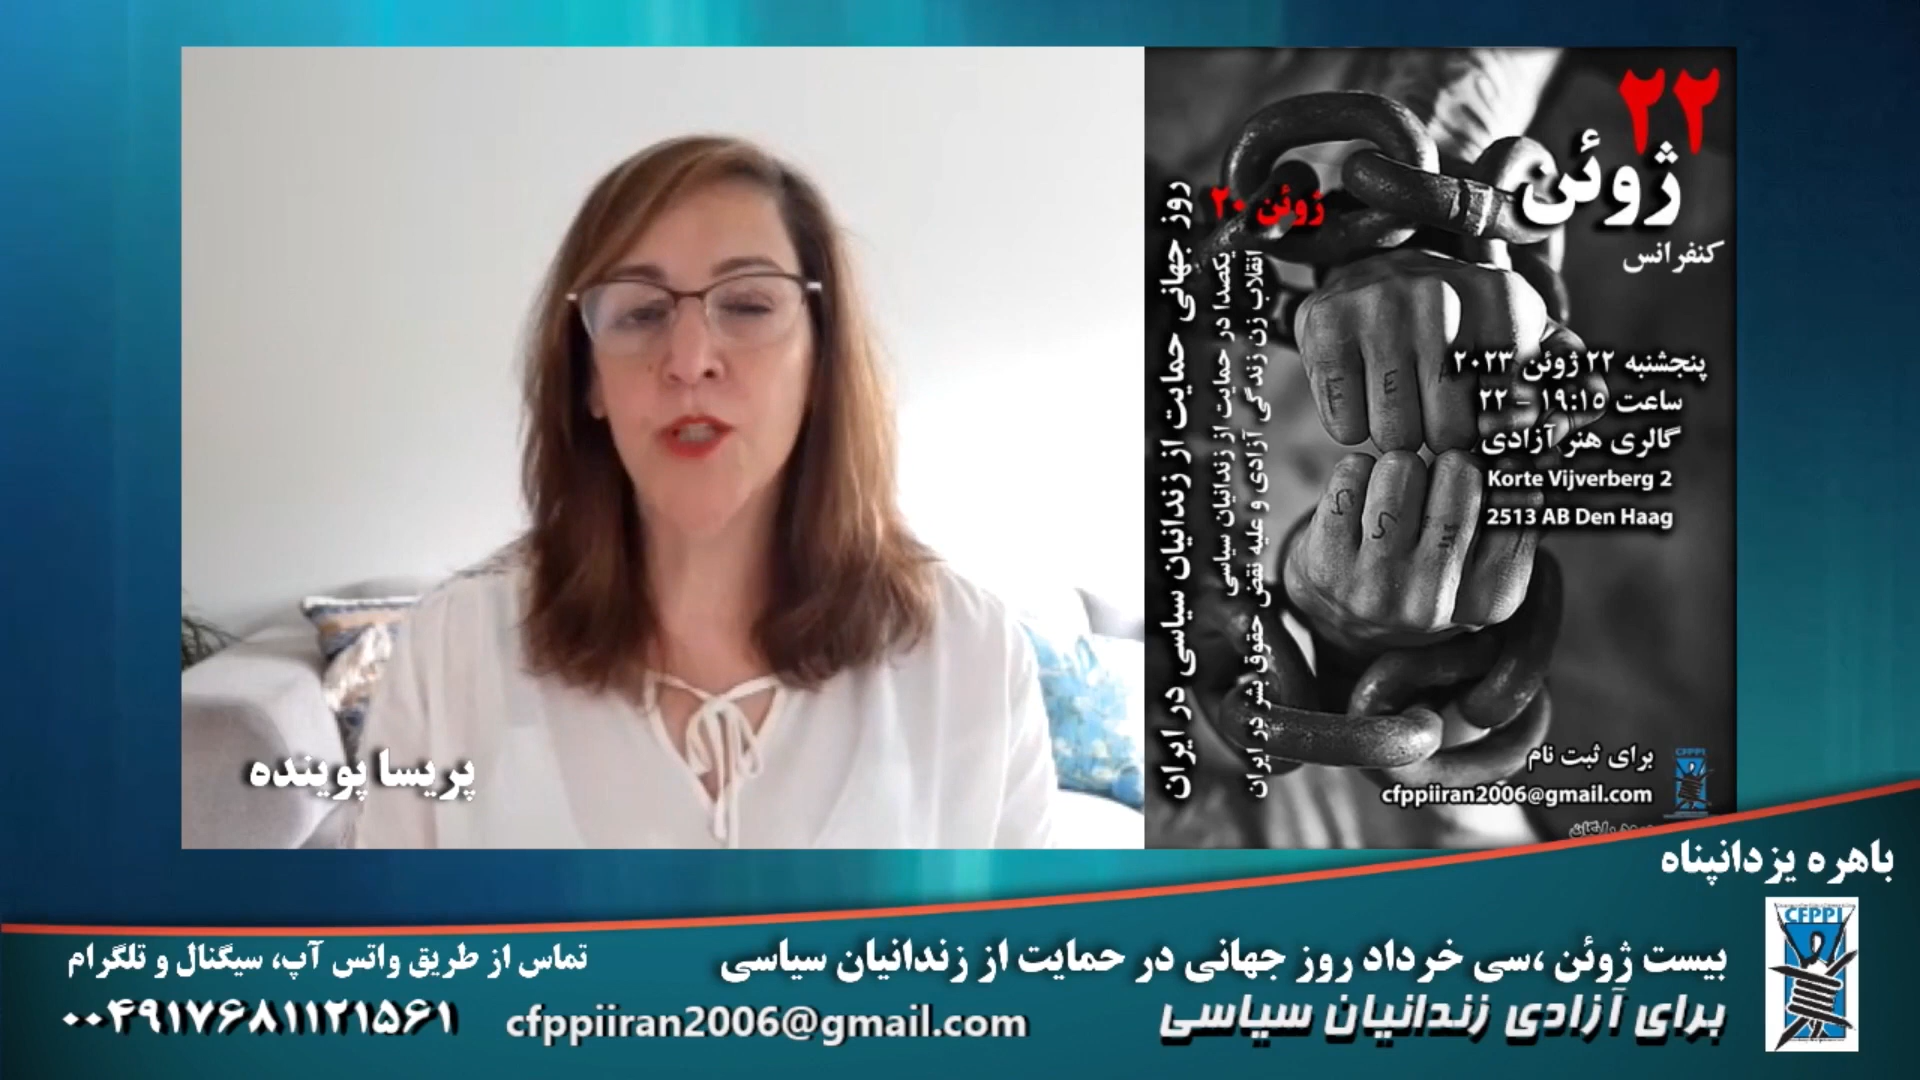 ۲۲
ژوئن
کنفرانس
ژوئن ۲۰
روز جهانی حمایت از زندانیان سیاسی در ایران
یکصدا در حمایت از زندانیان سیاسی
انقلاب زن زندگی آزادی و علیه نقض حقوق بشر در ایران
پنجشنبه ۲۲ ژوئن ۲۰۲۳
ساعت ۱۹:۱۵ - ۲۲
گالری هنر آزادی
Korte Vijverberg 2
2513 AB Den Haag
برای ثبت نام
cfppiiran2006@gmail.com
CFPPI
پریسا پوینده
باهره یزدانپناه
CFPPI
بیست ژوئن ،سی خرداد روز جهانی در حمایت از زندانیان سیاسی
برای آزادی زندانیان سیاسی
تماس از طریق واتس آپ، سیگنال و تلگرام
۰۰۴۹۱۷۶۸۱۱۲۱۵۶۱
cfppiiran2006@gmail.com